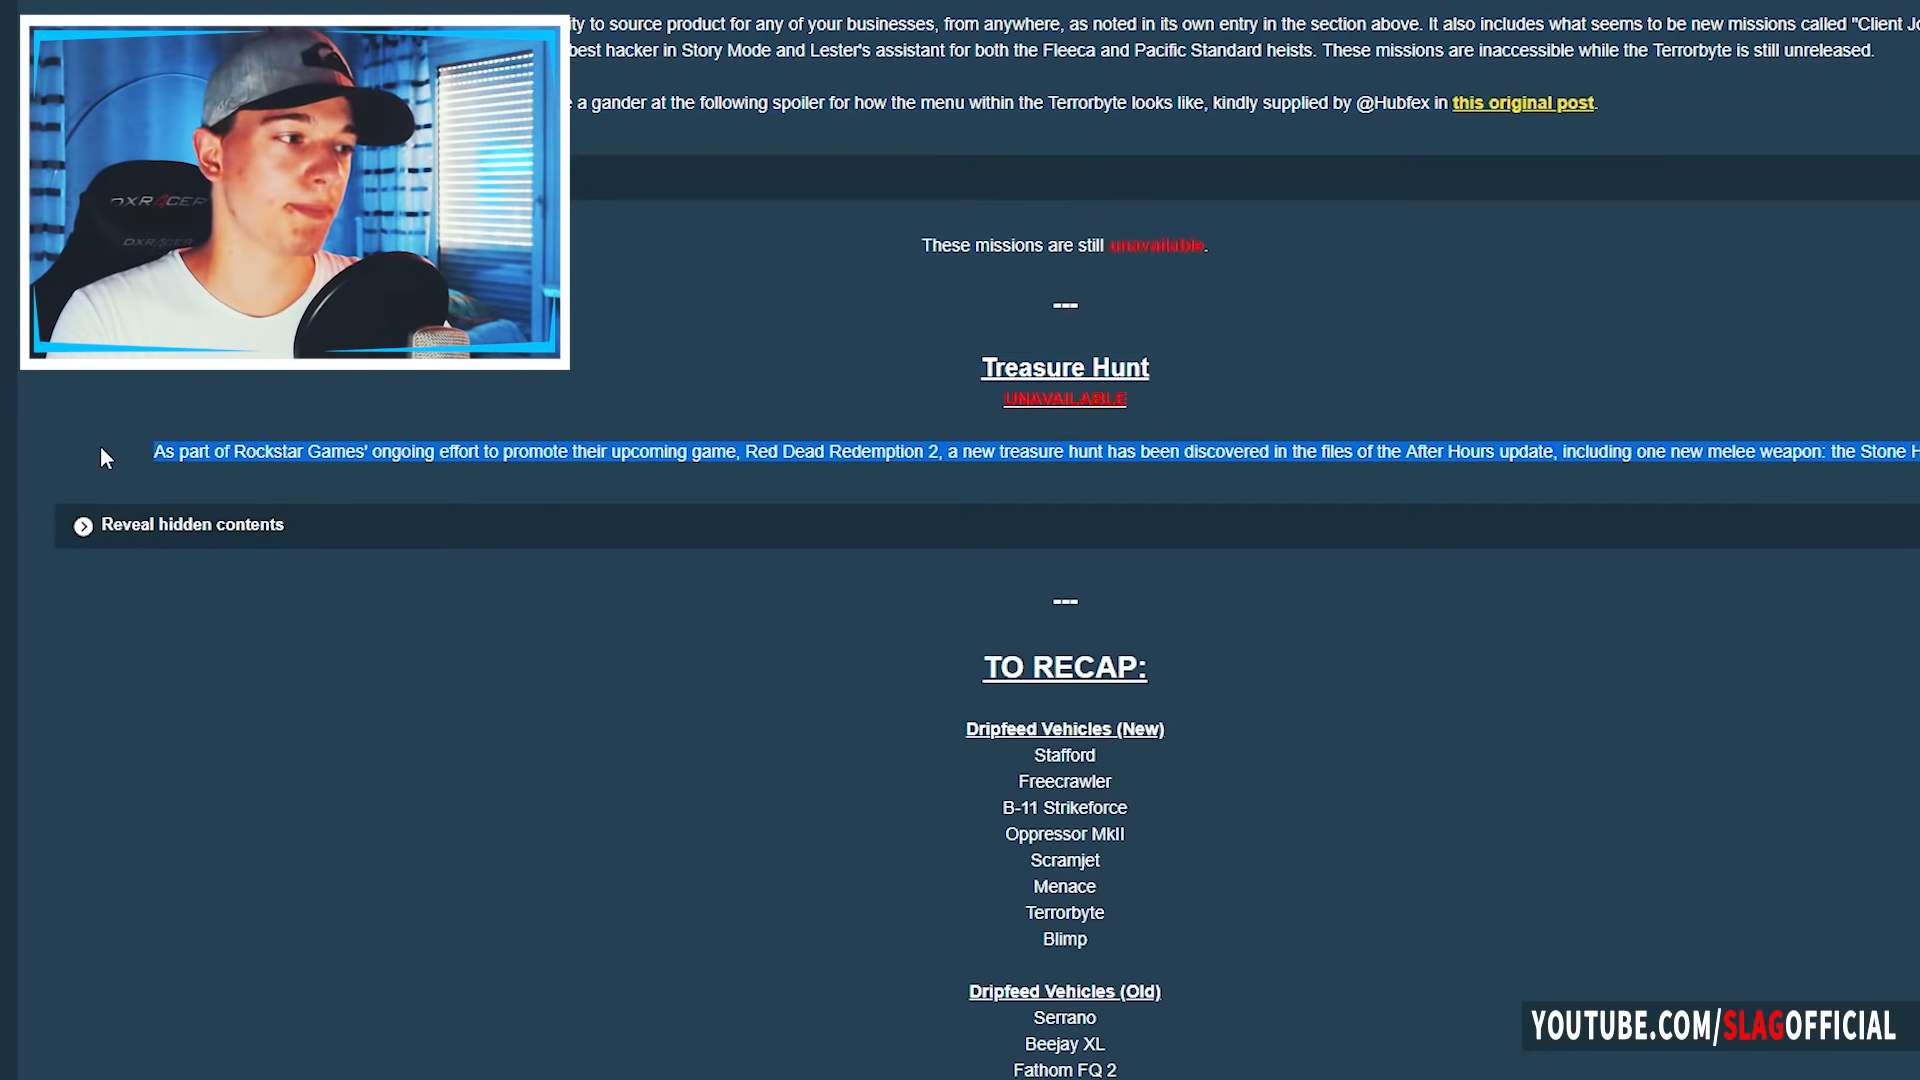 ity to source product for any of your businesses, from anywhere, as noted in its own entry in the section above. It also includes what seems to be new missions called "Client Jo
best hacker in Story Mode and Lester's assistant for both the Fleeca and Pacific Standard heists. These missions are inaccessible while the Terrorbyte is still unreleased.
e a gander at the following spoiler for how the menu within the Terrorbyte looks like, kindly supplied by @Hubfex in this original post.
DXRACER
DXRACER
These missions are still unavailable.
---
Treasure Hunt
UNAVAILABLE
As part of Rockstar Games' ongoing effort to promote their upcoming game, Red Dead Redemption 2, a new treasure hunt has been discovered in the files of the After Hours update, including one new melee weapon: the Stone H
Reveal hidden contents
---
TO RECAP:
Dripfeed Vehicles (New)
Stafford
Freecrawler
B-11 Strikeforce
Oppressor MkII
Scramjet
Menace
Terrorbyte
Blimp
Dripfeed Vehicles (Old)
Serrano
Beejay XL
Fathom FQ 2
YOUTUBE.COM/SLAGOFFICIAL